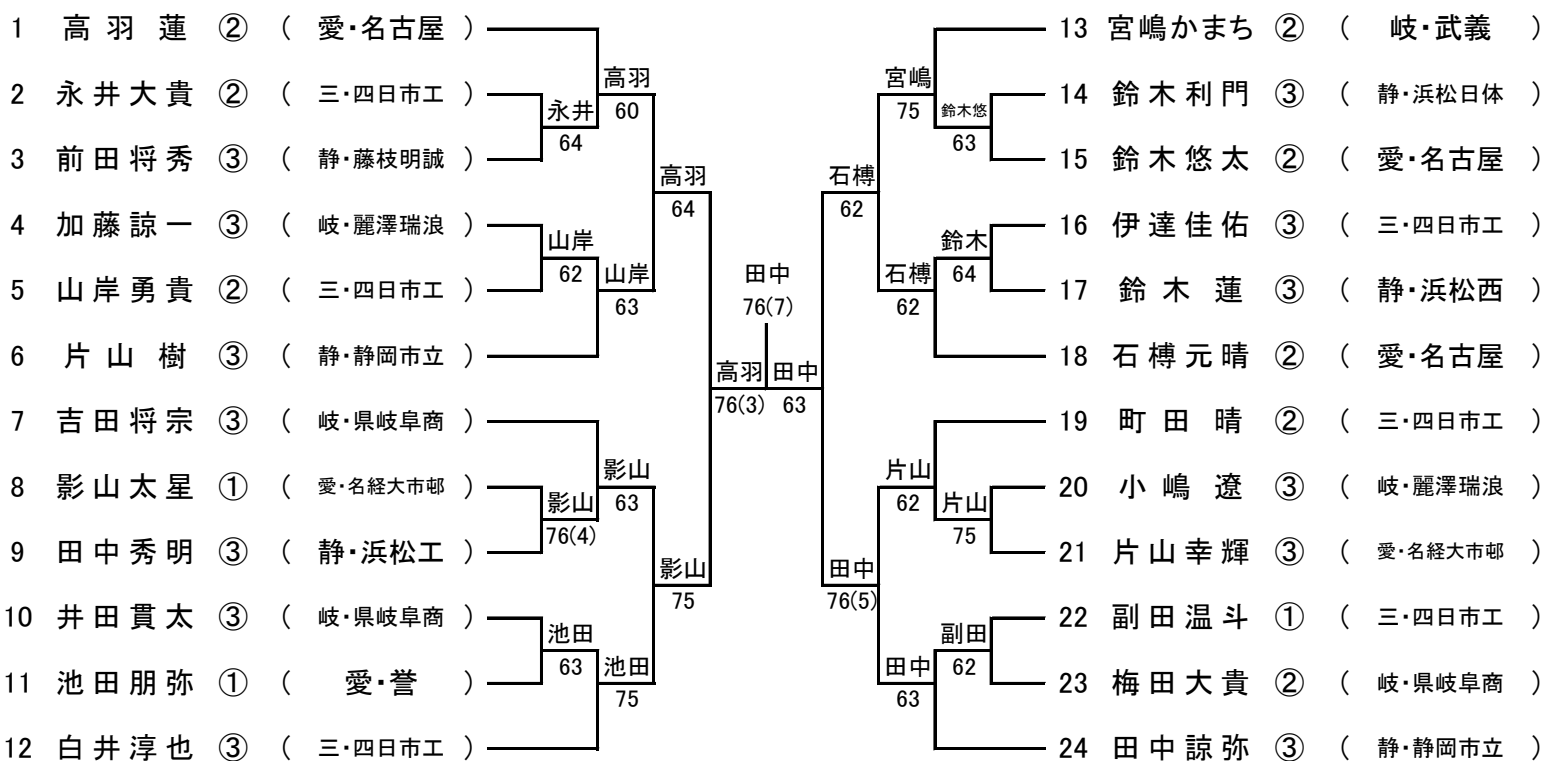 1 高羽蓮 ② ( 愛・名古屋 )
2 永井大貴 ② ( 三・四日市工 )
3 前田将秀 ③ ( 静・藤枝明誠 )
4 加藤諒一 ③ ( 岐・麗澤瑞浪 )
5 山岸勇貴 ② ( 三・四日市工 )
6 片山樹 ③ ( 静・静岡市立 )
7 吉田将宗 ③ ( 岐・県岐阜商 )
8 影山太星 ① ( 愛・名経大市邨 )
9 田中秀明 ③ ( 静・浜松工 )
10 井田貫太 ③ ( 岐・県岐阜商 )
11 池田朋弥 ① ( 愛・誉 )
12 白井淳也 ③ ( 三・四日市工 )
永井
64
山岸
62
影山
76(4)
池田
63
高羽
60
山岸
63
影山
63
池田
75
高羽
64
影山
75
高羽
76(3)
田中
76(7)
田中
63
石榑
62
田中
76(5)
宮嶋
75
石榑
62
片山
62
田中
63
鈴木悠
63
鈴木
64
片山
75
副田
62
13 宮嶋かまち ② ( 岐・武義 )
14 鈴木利門 ③ ( 静・浜松日体 )
15 鈴木悠太 ② ( 愛・名古屋 )
16 伊達佳佑 ③ ( 三・四日市工 )
17 鈴木蓮 ③ ( 静・浜松西 )
18 石榑元晴 ② ( 愛・名古屋 )
19 町田晴 ② ( 三・四日市工 )
20 小嶋遼 ③ ( 岐・麗澤瑞浪 )
21 片山幸輝 ③ ( 愛・名経大市邨 )
22 副田温斗 ① ( 三・四日市工 )
23 梅田大貴 ② ( 岐・県岐阜商 )
24 田中諒弥 ③ ( 静・静岡市立 )